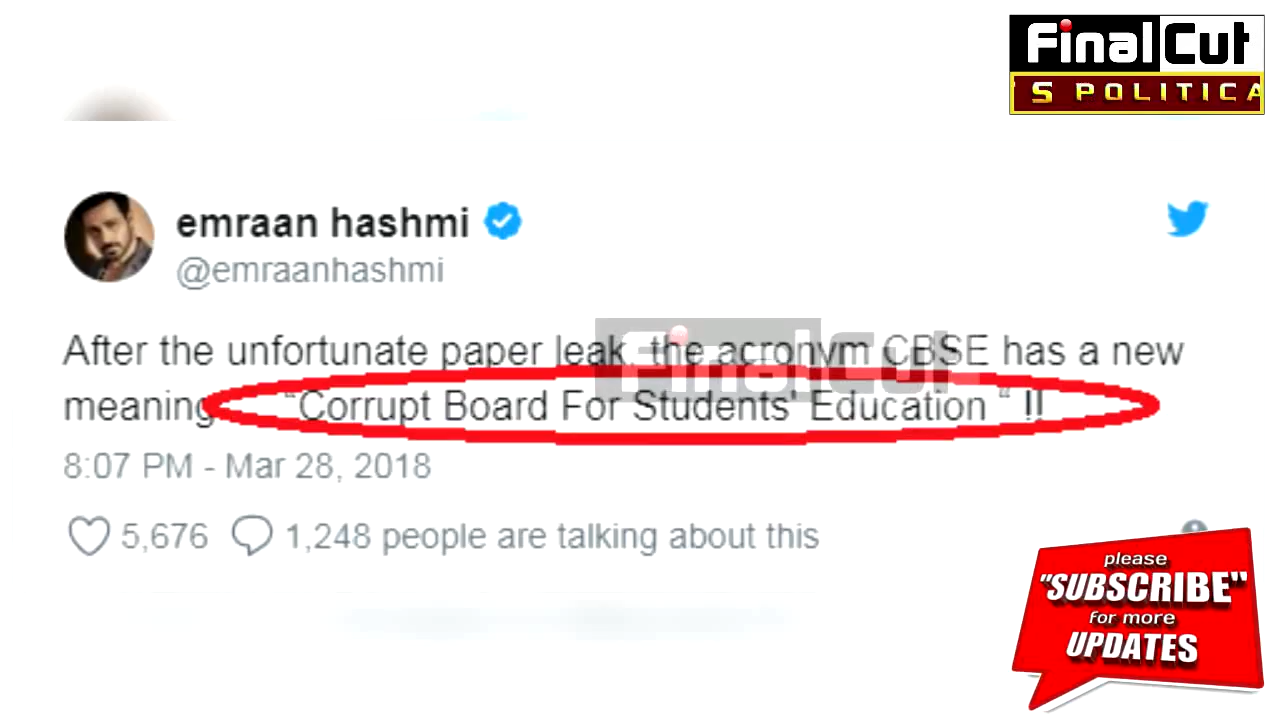 FinalCut
'S POLITICA
emraan hashmi
@emraanhashmi
After the unfortunate paper leak, the acronym CBSE has a new
meaning “Corrupt Board For Students' Education “ !!
FinalCut
8:07 PM - Mar 28, 2018
5,676 1,248 people are talking about this
please
"SUBSCRIBE"
for more
UPDATES